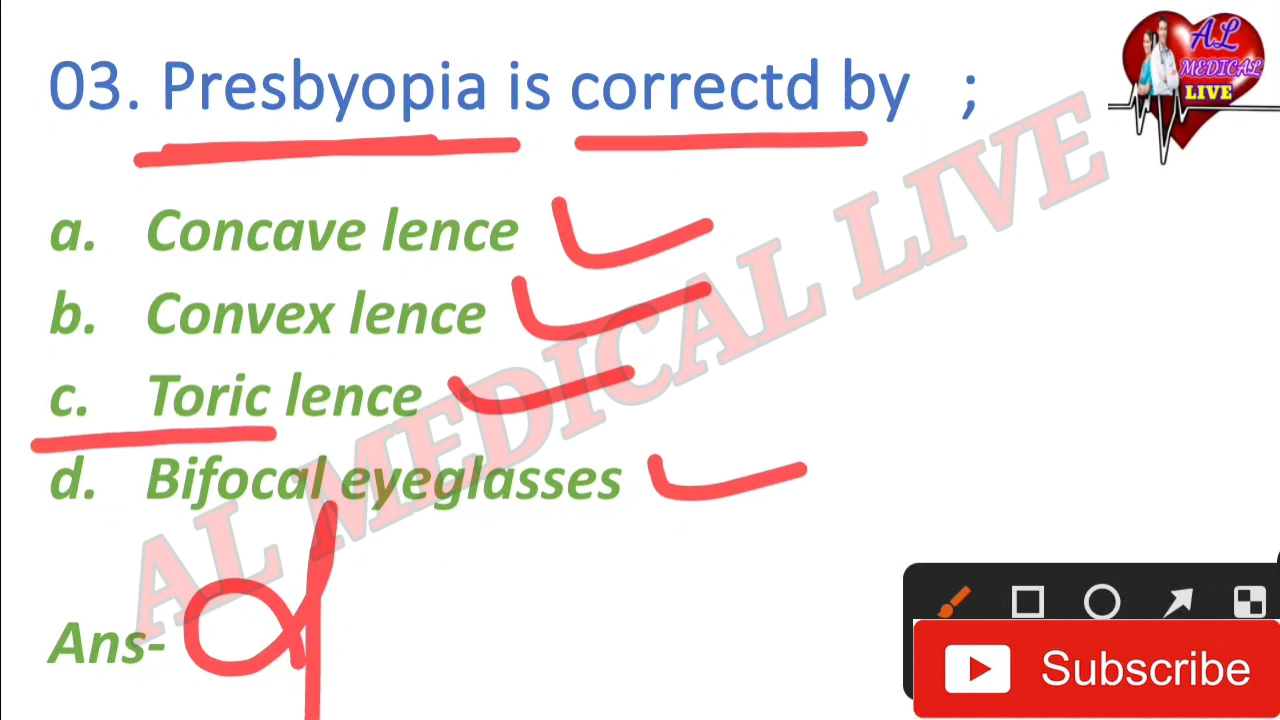 03. Presbyopia is correctd by ;
a. Concave lence
b. Convex lence
c. Toric lence
d. Bifocal eyeglasses
Ans- d
AL MEDICAL LIVE
AL
MEDICAL
LIVE
Subscribe